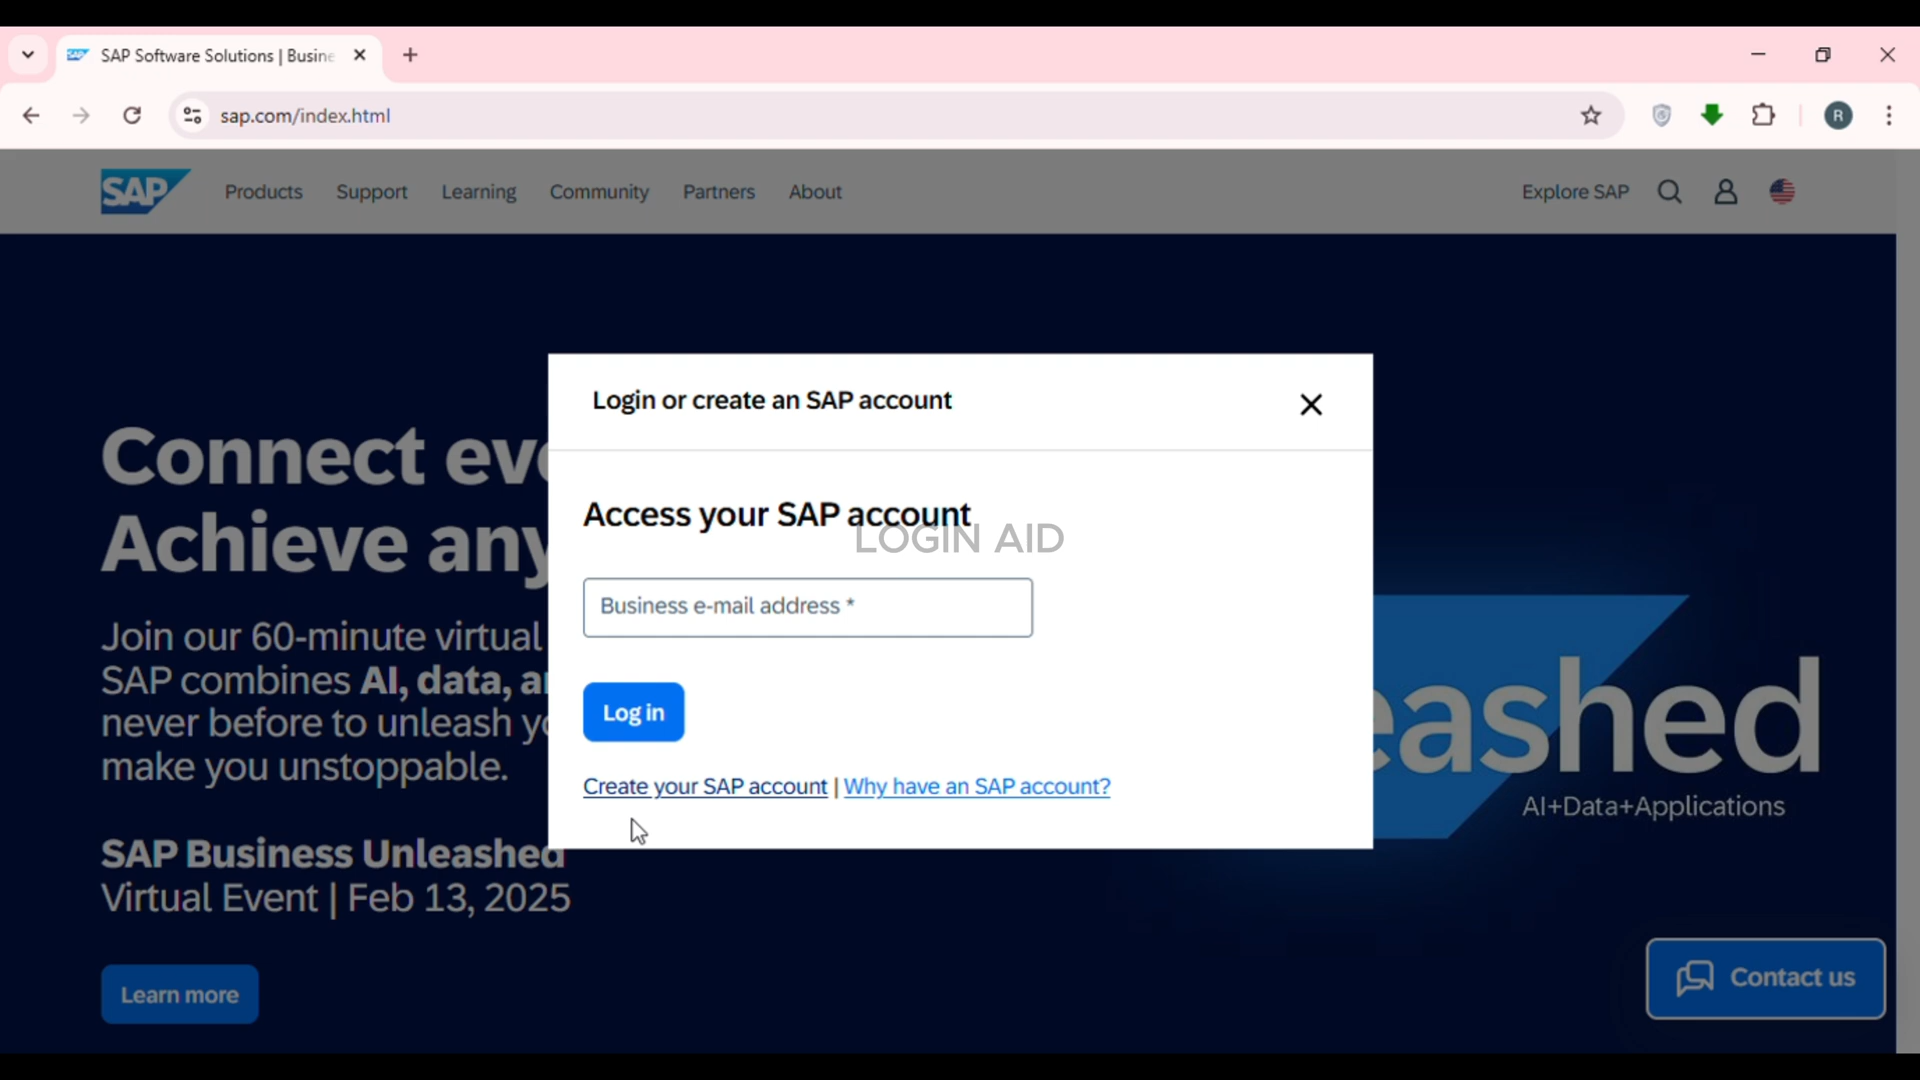 SAP Software Solutions | Busine
sap.com/index.html
R
SAP Products Support Learning Community Partners About Explore SAP
Login or create an SAP account
Connect eve
Access your SAP account
LOGIN AID
Achieve any
Business e-mail address *
Join our 60-minute virtual
SAP combines AI, data, a
never before to unleash yo
make you unstoppable.
Log in
eashed
Create your SAP account | Why have an SAP account?
AI+Data+Applications
SAP Business Unleashed
Virtual Event | Feb 13, 2025
Learn more
Contact us